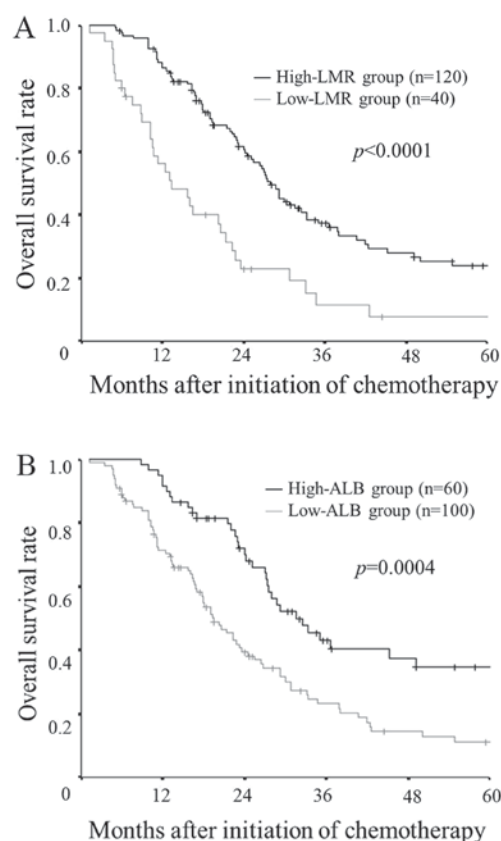 A
1.0
0.8
0.6
0.4
0.2
0
Overall survival rate
High-LMR group (n=120)
Low-LMR group (n=40)
p<0.0001
12 24 36 48 60
Months after initiation of chemotherapy
B
1.0
0.8
0.6
0.4
0.2
0
Overall survival rate
High-ALB group (n=60)
Low-ALB group (n=100)
p=0.0004
12 24 36 48 60
Months after initiation of chemotherapy